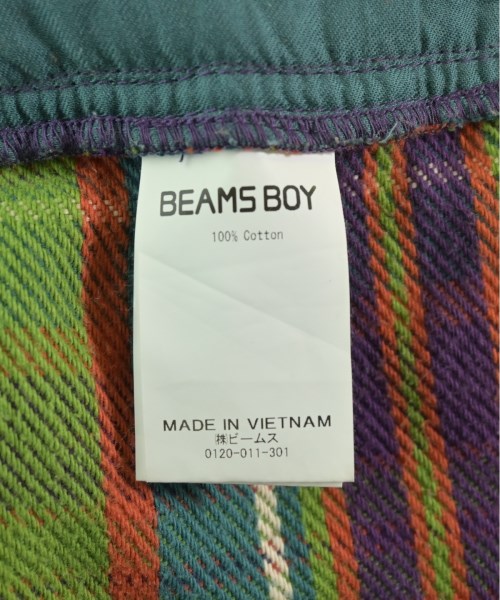 BEAMS BOY
100% Cotton
MADE IN VIETNAM
㈱ビームス
0120-011-301